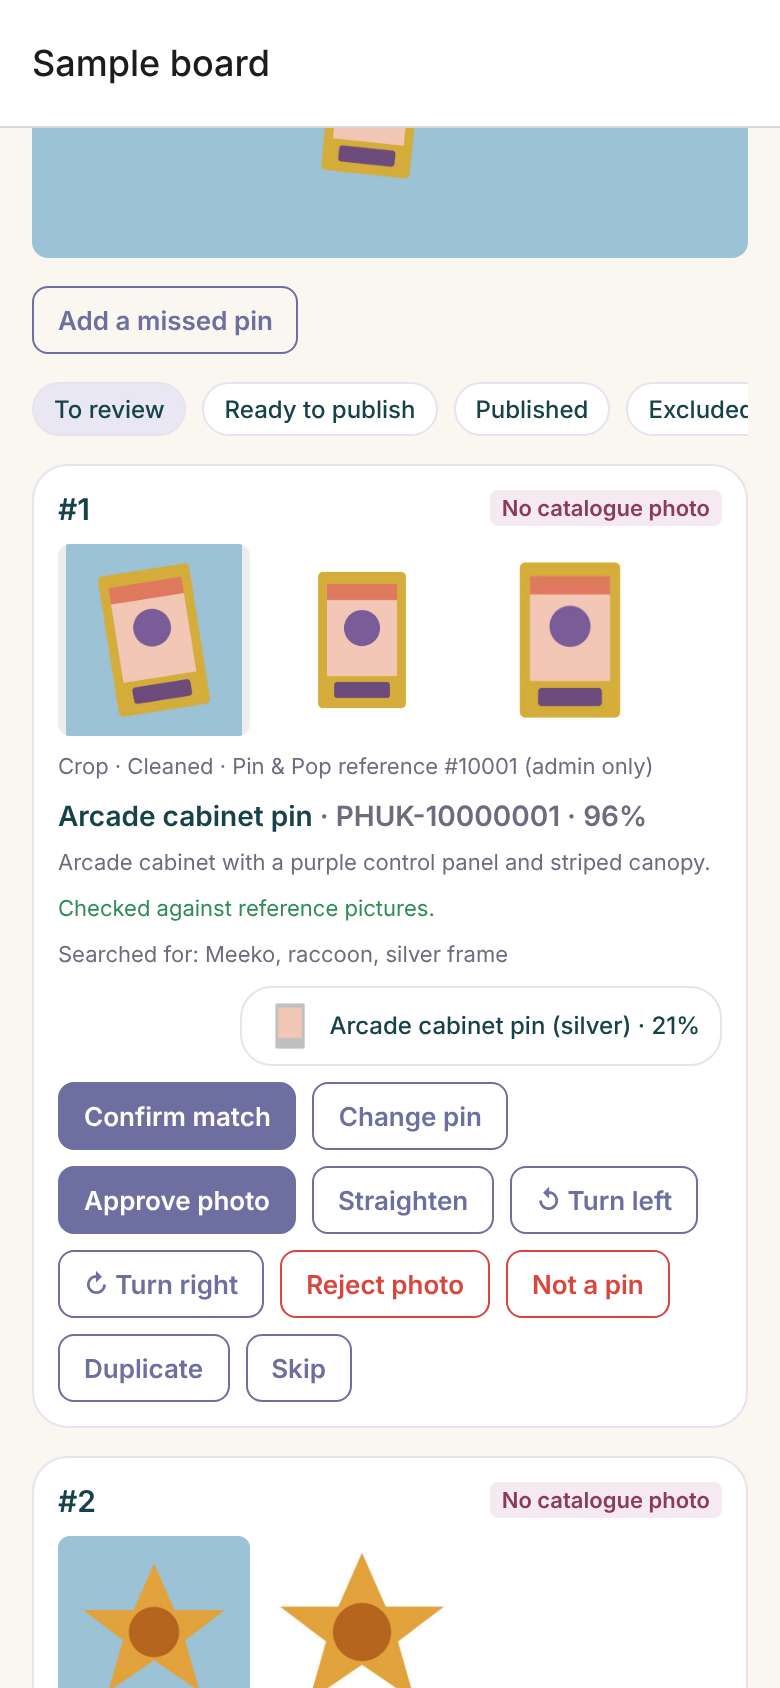 Sample board
Add a missed pin
To review
Ready to publish
Published
Excluded
#1
No catalogue photo
Crop · Cleaned · Pin & Pop reference #10001 (admin only)
Arcade cabinet pin · PHUK-10000001 · 96%
Arcade cabinet with a purple control panel and striped canopy.
Checked against reference pictures.
Searched for: Meeko, raccoon, silver frame
Arcade cabinet pin (silver) · 21%
Confirm match
Change pin
Approve photo
Straighten
↺ Turn left
↻ Turn right
Reject photo
Not a pin
Duplicate
Skip
#2
No catalogue photo